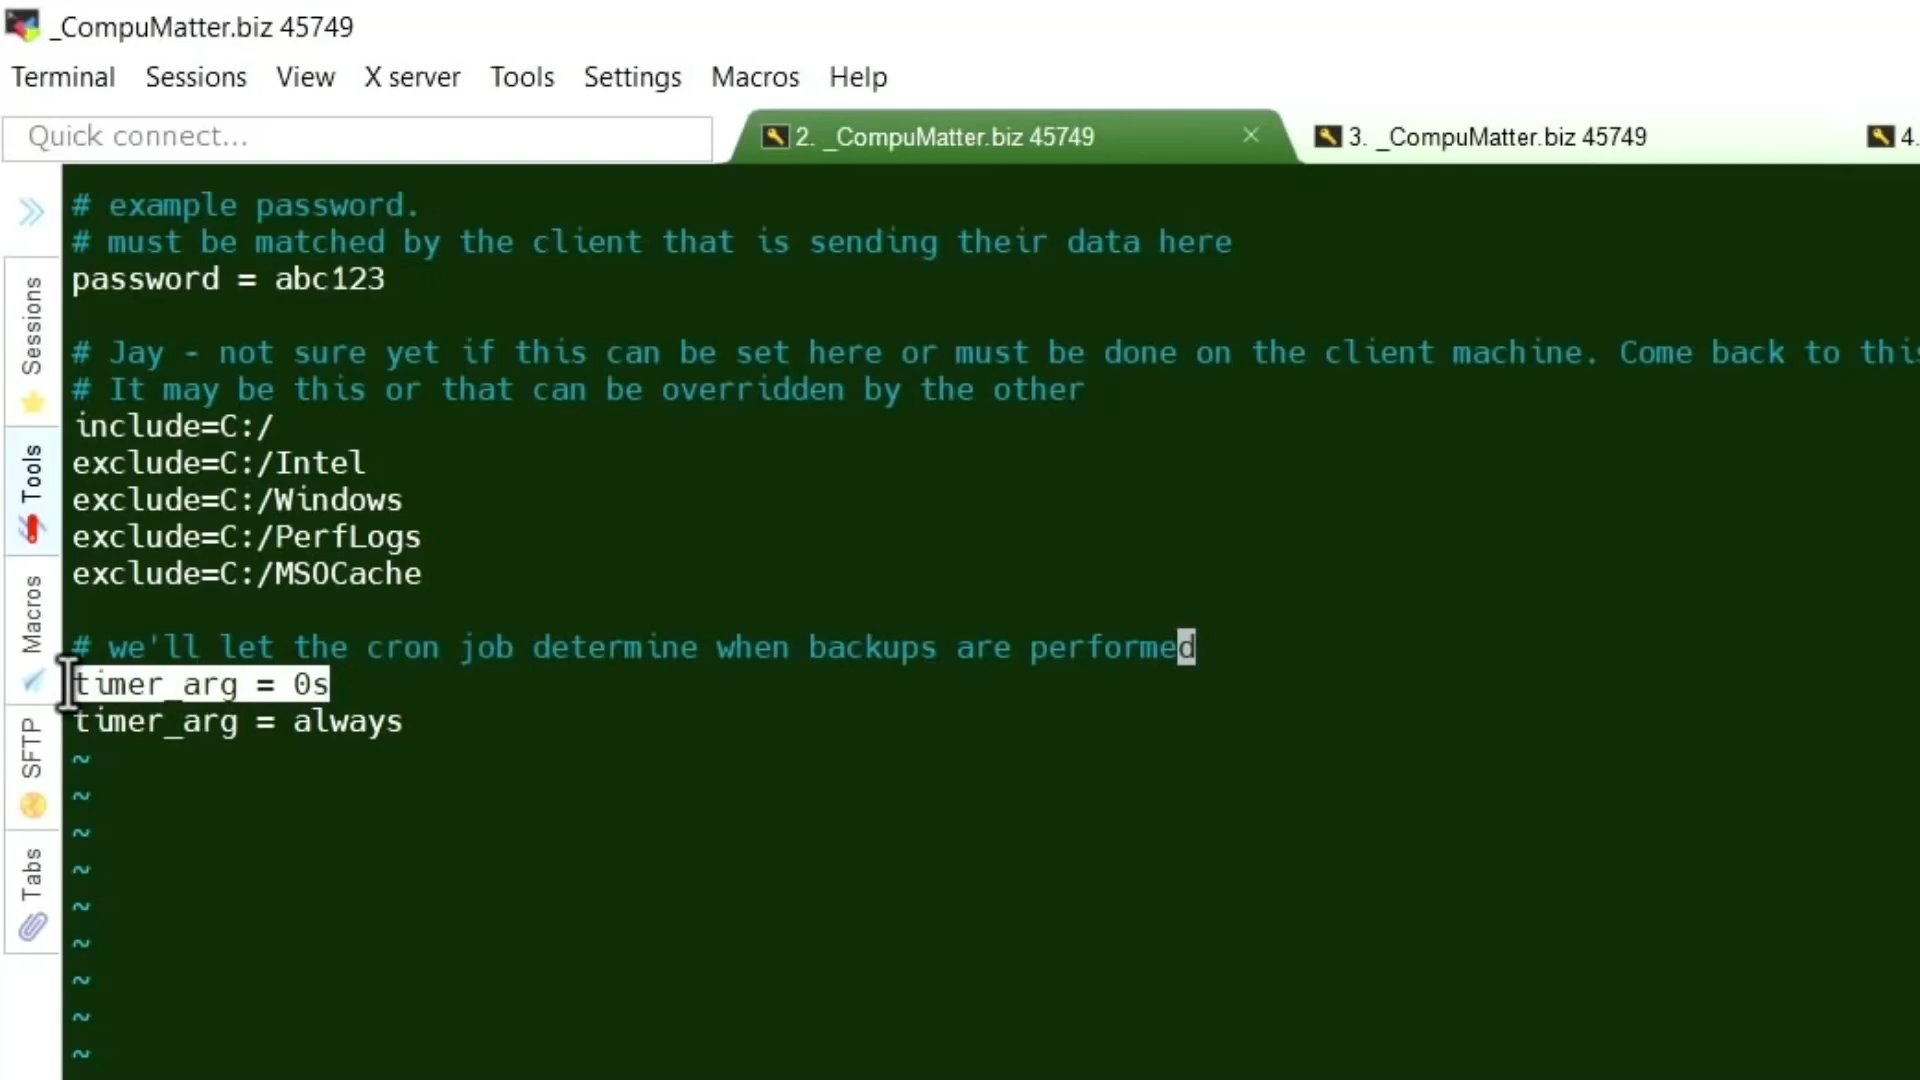 _CompuMatter.biz 45749
Terminal Sessions View X server Tools Settings Macros Help
Quick connect...
2. _CompuMatter.biz 45749
3. _CompuMatter.biz 45749
4.
Sessions
Tools
Macros
SFTP
Tabs
# example password.
# must be matched by the client that is sending their data here
password = abc123
# Jay - not sure yet if this can be set here or must be done on the client machine. Come back to this
# It may be this or that can be overridden by the other
include=C:/
exclude=C:/Intel
exclude=C:/Windows
exclude=C:/PerfLogs
exclude=C:/MSOCache
# we'll let the cron job determine when backups are performed
timer_arg = 0s
timer_arg = always
~
~
~
~
~
~
~
~
~